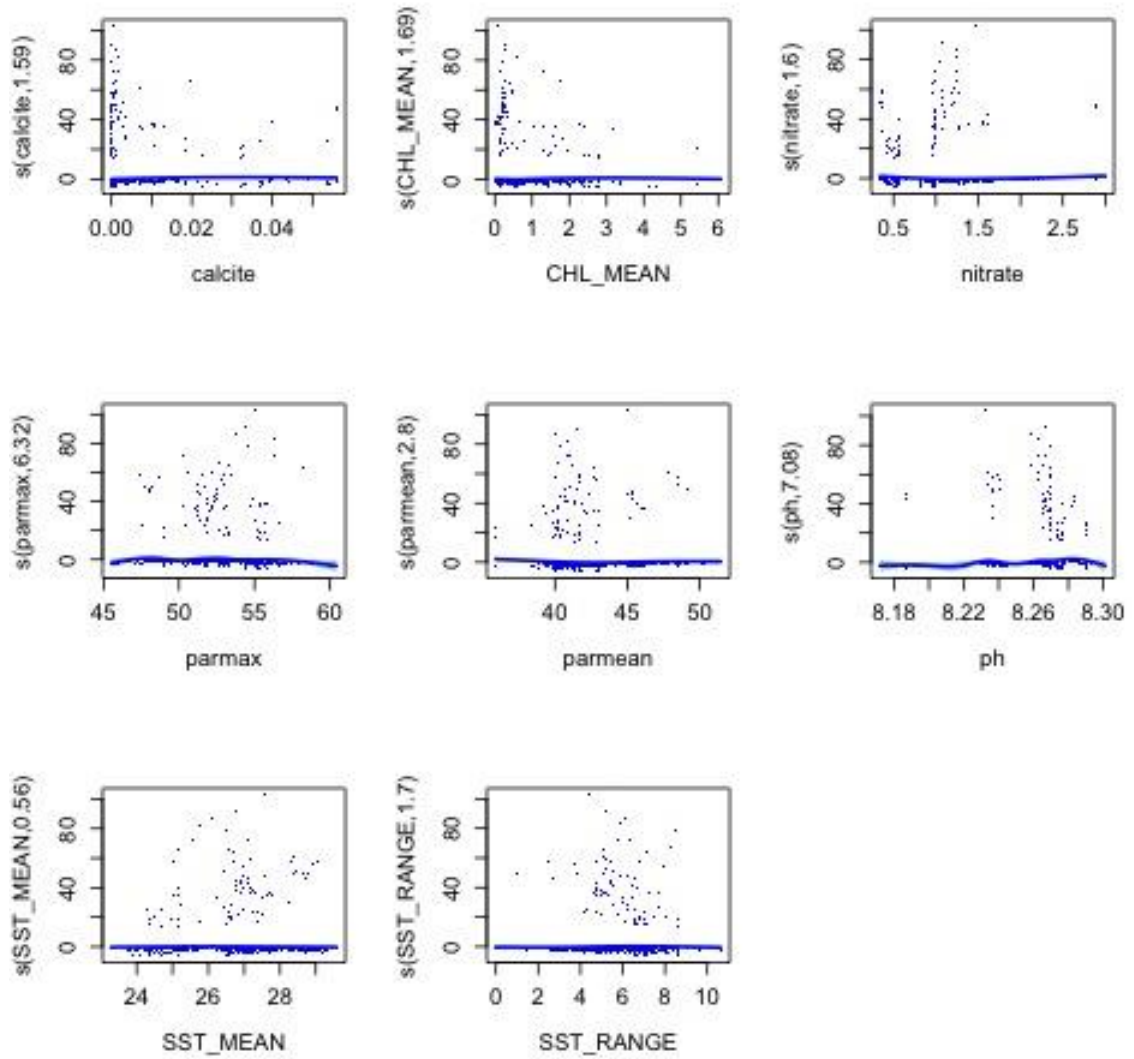 s(calcite,1.59)
80
40
0
0.00 0.02 0.04
calcite
s(CHL_MEAN,1.69)
80
40
0
0 1 2 3 4 5 6
CHL_MEAN
s(nitrate,1.6)
80
40
0
0.5 1.5 2.5
nitrate
s(parmax,6.32)
80
40
0
45 50 55 60
parmax
s(parmean,2.8)
80
40
0
40 45 50
parmean
s(ph,7.08)
80
40
0
8.18 8.22 8.26 8.30
ph
s(SST_MEAN,0.56)
80
40
0
24 26 28
SST_MEAN
s(SST_RANGE,1.7)
80
40
0
0 2 4 6 8 10
SST_RANGE